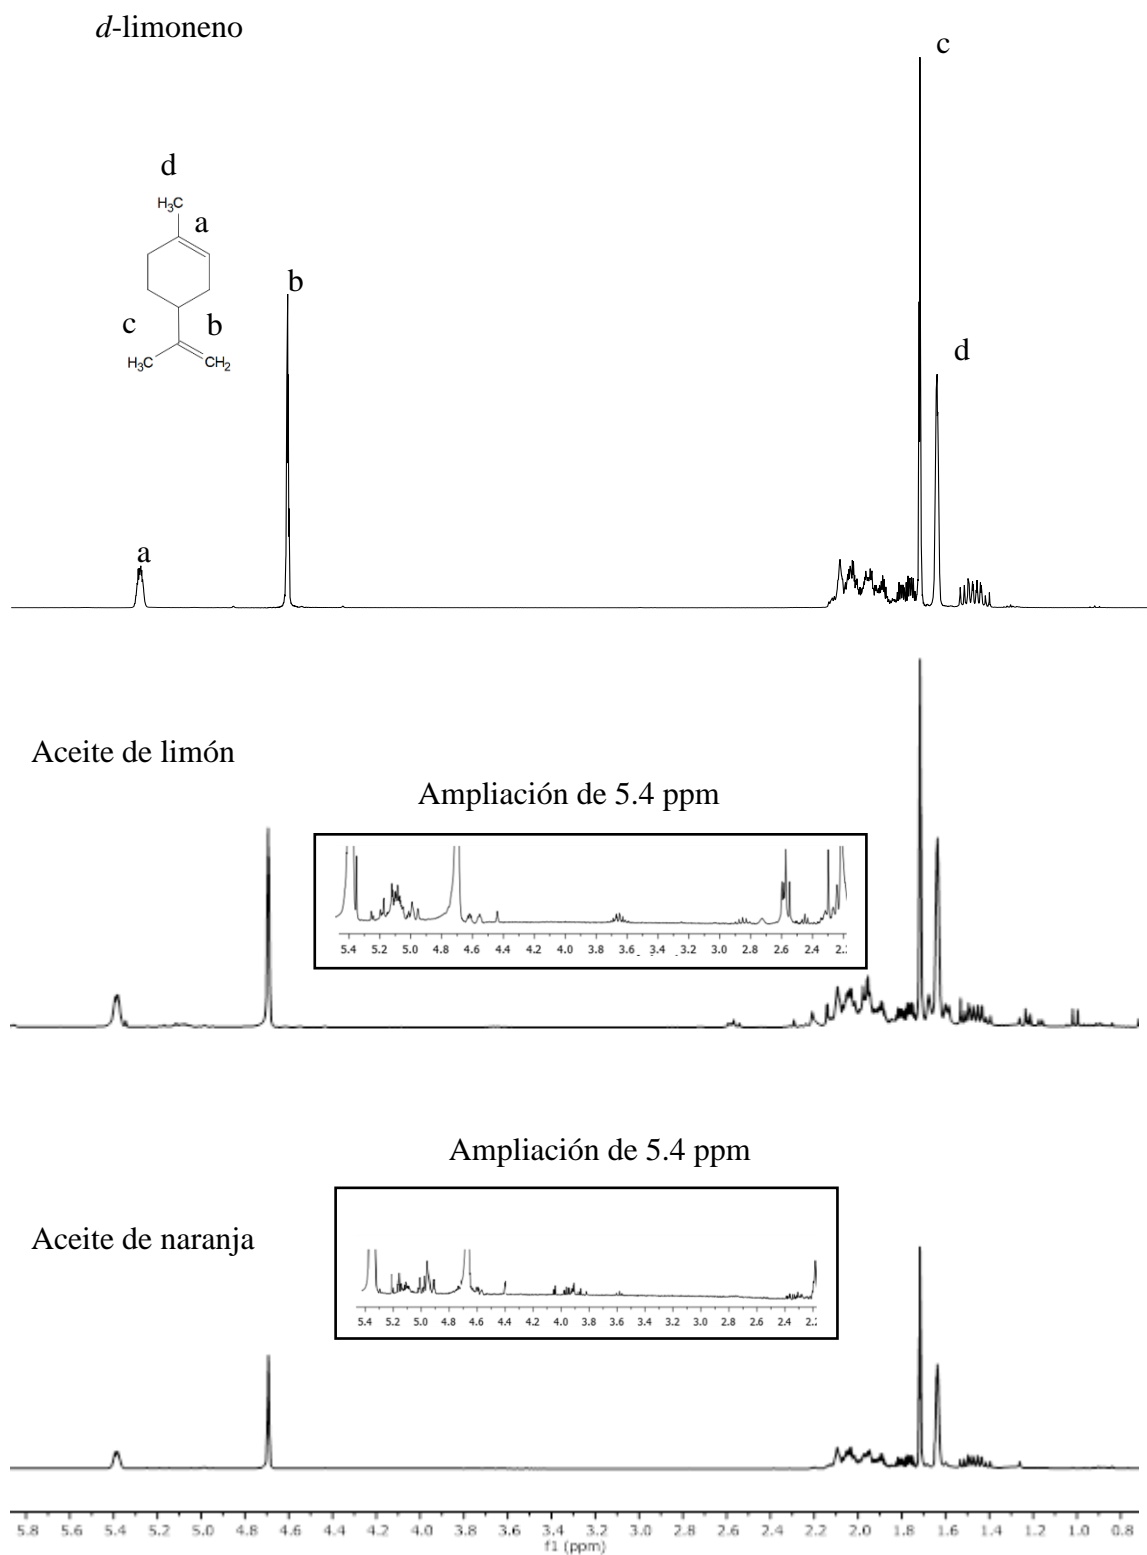 d-limoneno
c
d
H₃C
a
b
c
b
H₃C
CH₂
d
a
Aceite de limón
Ampliación de 5.4 ppm
5.4 5.2 5.0 4.8 4.6 4.4 4.2 4.0 3.8 3.6 3.4 3.2 3.0 2.8 2.6 2.4
Ampliación de 5.4 ppm
Aceite de naranja
5.4 5.2 5.0 4.8 4.6 4.4 4.2 4.0 3.8 3.6 3.4 3.2 3.0 2.8 2.6 2.4
5.8 5.6 5.4 5.2 5.0 4.8 4.6 4.4 4.2 4.0 3.8 3.6 3.4 3.2 3.0 2.8 2.6 2.4 2.2 2.0 1.8 1.6 1.4 1.2 1.0 0.8
f1 (ppm)